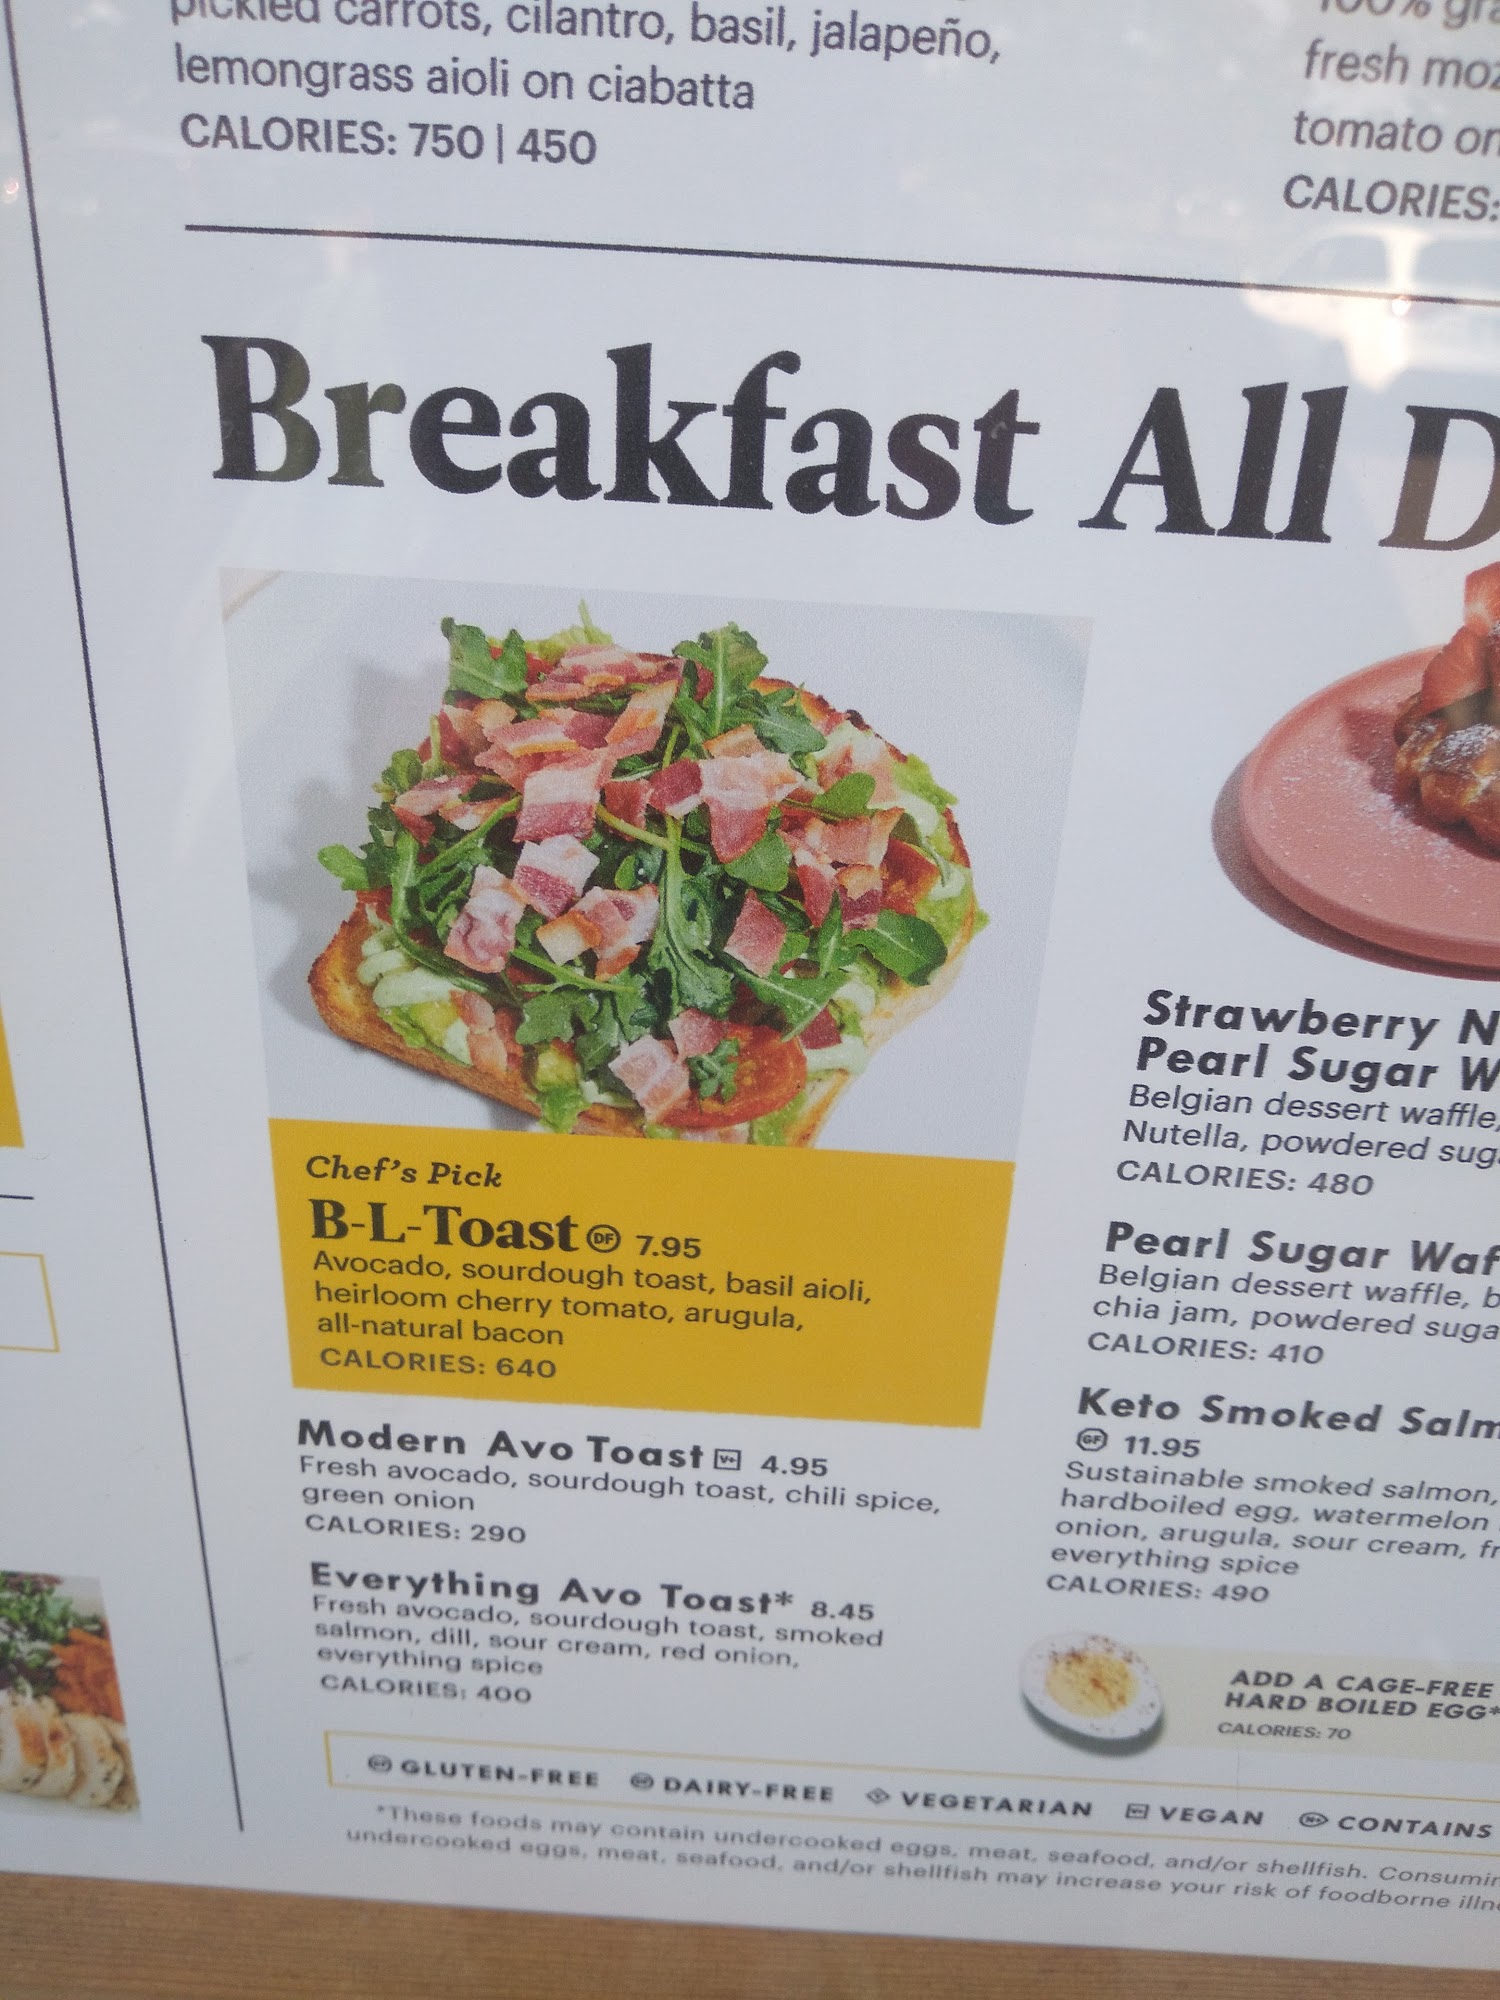 pickled carrots, cilantro, basil, jalapeño,
lemongrass aioli on ciabatta
CALORIES: 750 | 450
100%
fresh
tomato
CALORIES:
Breakfast All
Chef's Pick
B-L-Toast DF 7.95
Avocado, sourdough toast, basil aioli,
heirloom cherry tomato, arugula,
all-natural bacon
CALORIES: 640
Modern Avo Toast V+ 4.95
Fresh avocado, sourdough toast, chili spice,
green onion
CALORIES: 290
Everything Avo Toast* 8.45
Fresh avocado, sourdough toast, smoked
salmon, dill, sour cream, red onion,
everything spice
CALORIES: 400
Strawberry N
Pearl Sugar W
Belgian dessert waffle,
Nutella, powdered
CALORIES: 480
Pearl Sugar
Belgian dessert waffle,
chia jam, powdered
CALORIES: 410
Keto Smoked
GF 11.95
Sustainable smoked salmon,
hardboiled egg, watermelon
onion, arugula, sour cream,
everything spice
CALORIES: 490
ADD A CAGE-FREE
HARD BOILED EGG*
CALORIES: 70
GLUTEN-FREE DAIRY-FREE VEGETARIAN VEGAN CONTAINS
*These foods may contain undercooked eggs, meat, seafood, and/or shellfish.
undercooked eggs, meat, seafood, and/or shellfish may increase your risk of foodborne